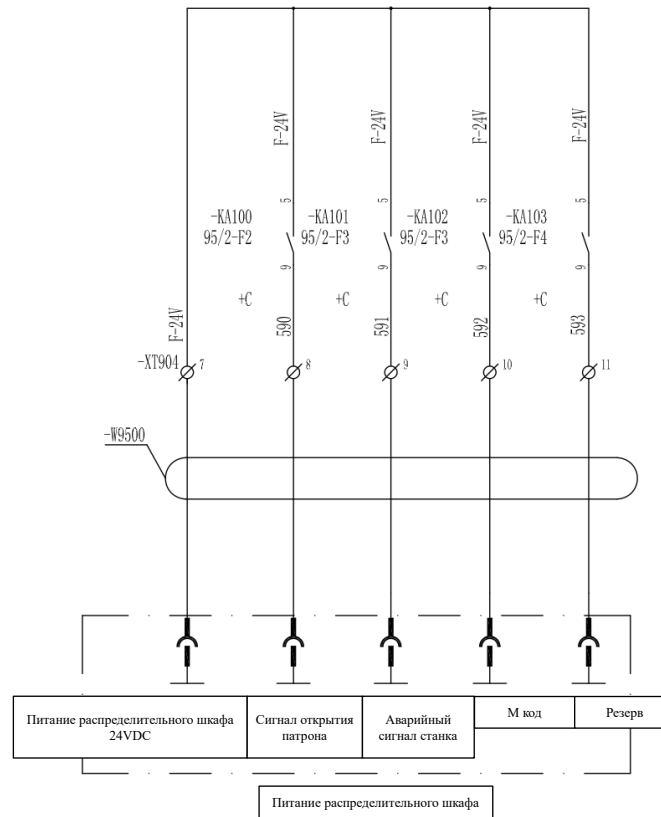 F-24V
F-24V
F-24V
F-24V
5
5
5
5
-KA100
-KA101
-KA102
-KA103
95/2-F2
95/2-F3
95/2-F3
95/2-F4
9
9
9
9
+C
+C
+C
+C
F-24V
590
591
592
593
-XT904
7
8
9
10
11
-W9500
Питание распределительного шкафа
24VDC
Сигнал открытия
патрона
Аварийный
сигнал станка
М код
Резерв
Питание распределительного шкафа